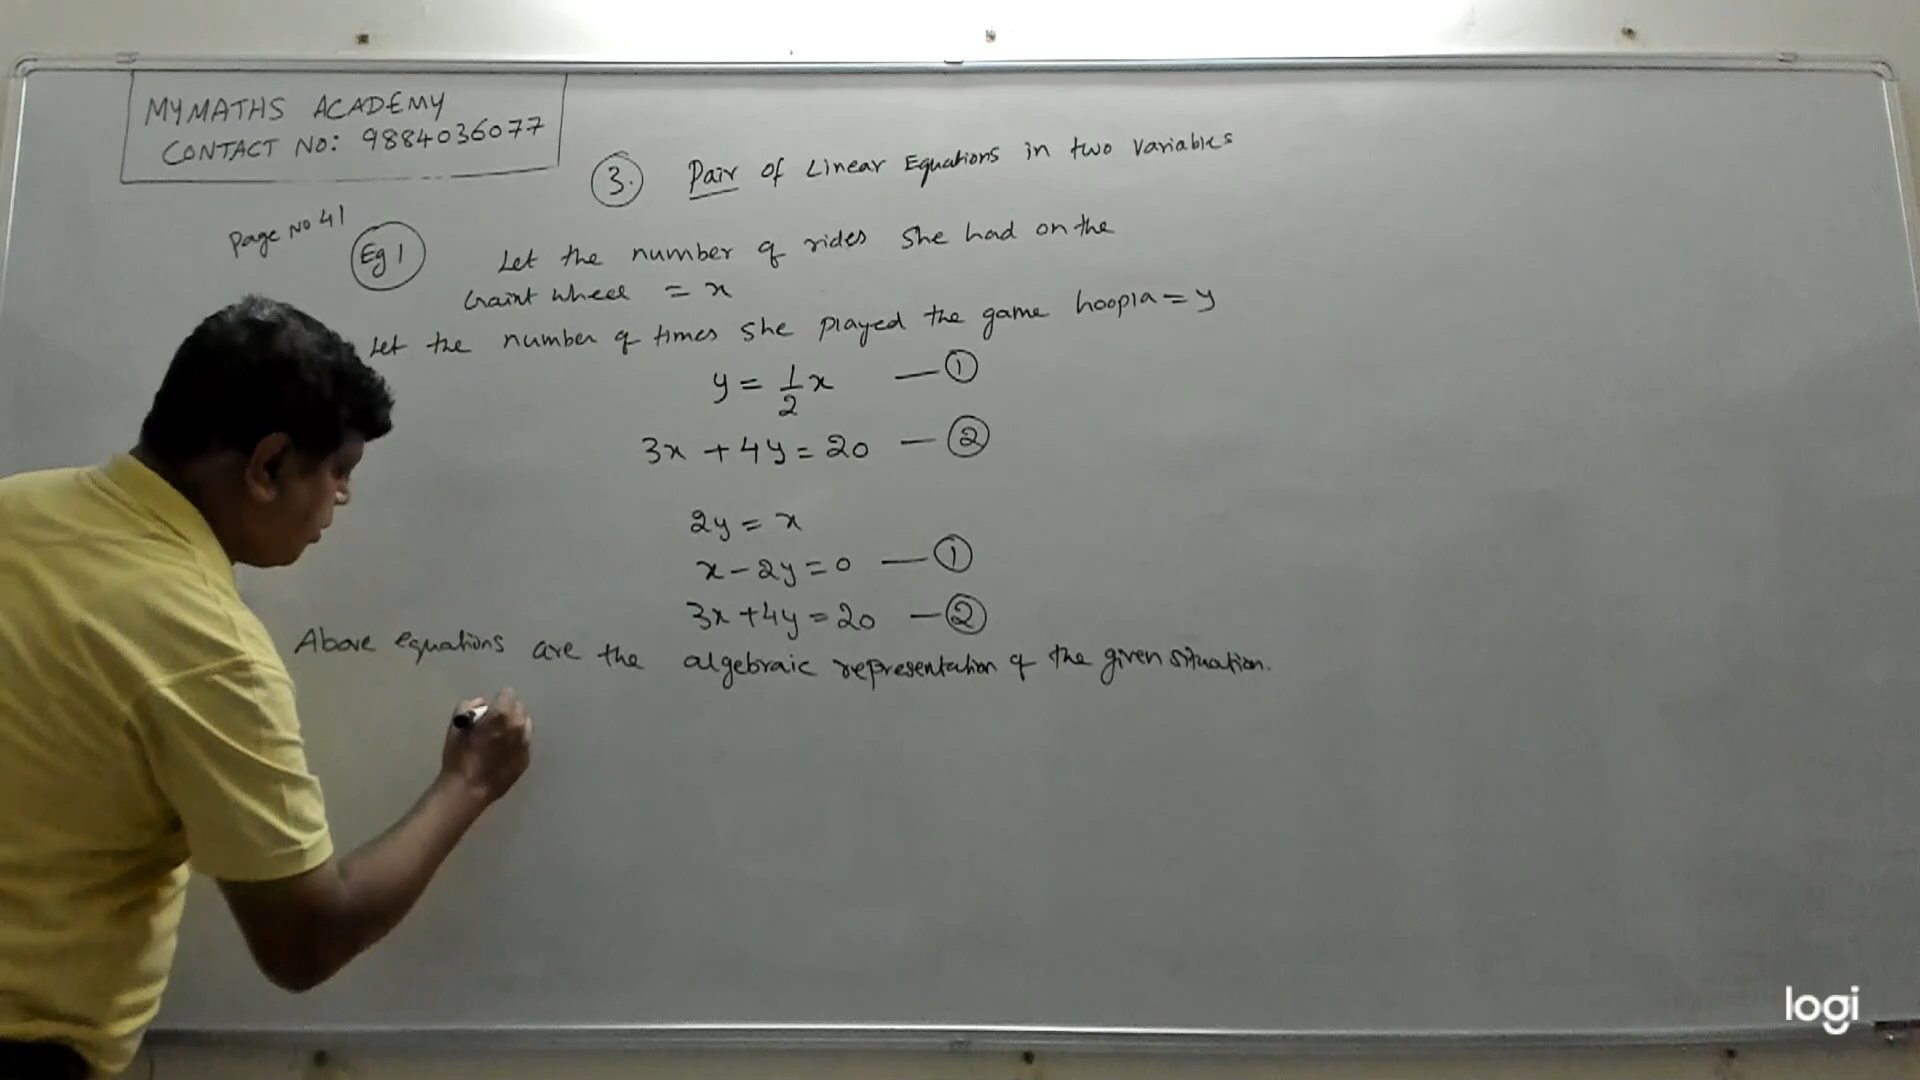 MYMATHS ACADEMY
CONTACT NO: 9884036077
3. Pair of Linear Equations in two variables
Page No 41
Eg 1 Let the number of rides she had on the
Giant wheel = x
Let the number of times she played the game hoopla = y
y = 1/2 x — 1
3x + 4y = 20 — 2
2y = x
x - 2y = 0 — 1
3x + 4y = 20 — 2
Above equations are the algebraic representation of the given situation.
logi